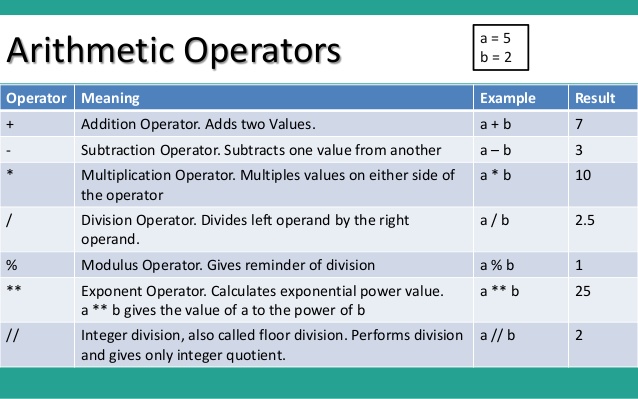 Arithmetic Operators
a = 5
b = 2
Operator Meaning Example Result
+ Addition Operator. Adds two Values. a + b 7
- Subtraction Operator. Subtracts one value from another a – b 3
* Multiplication Operator. Multiples values on either side of a * b 10
the operator
/ Division Operator. Divides left operand by the right a / b 2.5
operand.
% Modulus Operator. Gives reminder of division a % b 1
** Exponent Operator. Calculates exponential power value. a ** b 25
a ** b gives the value of a to the power of b
// Integer division, also called floor division. Performs division a // b 2
and gives only integer quotient.